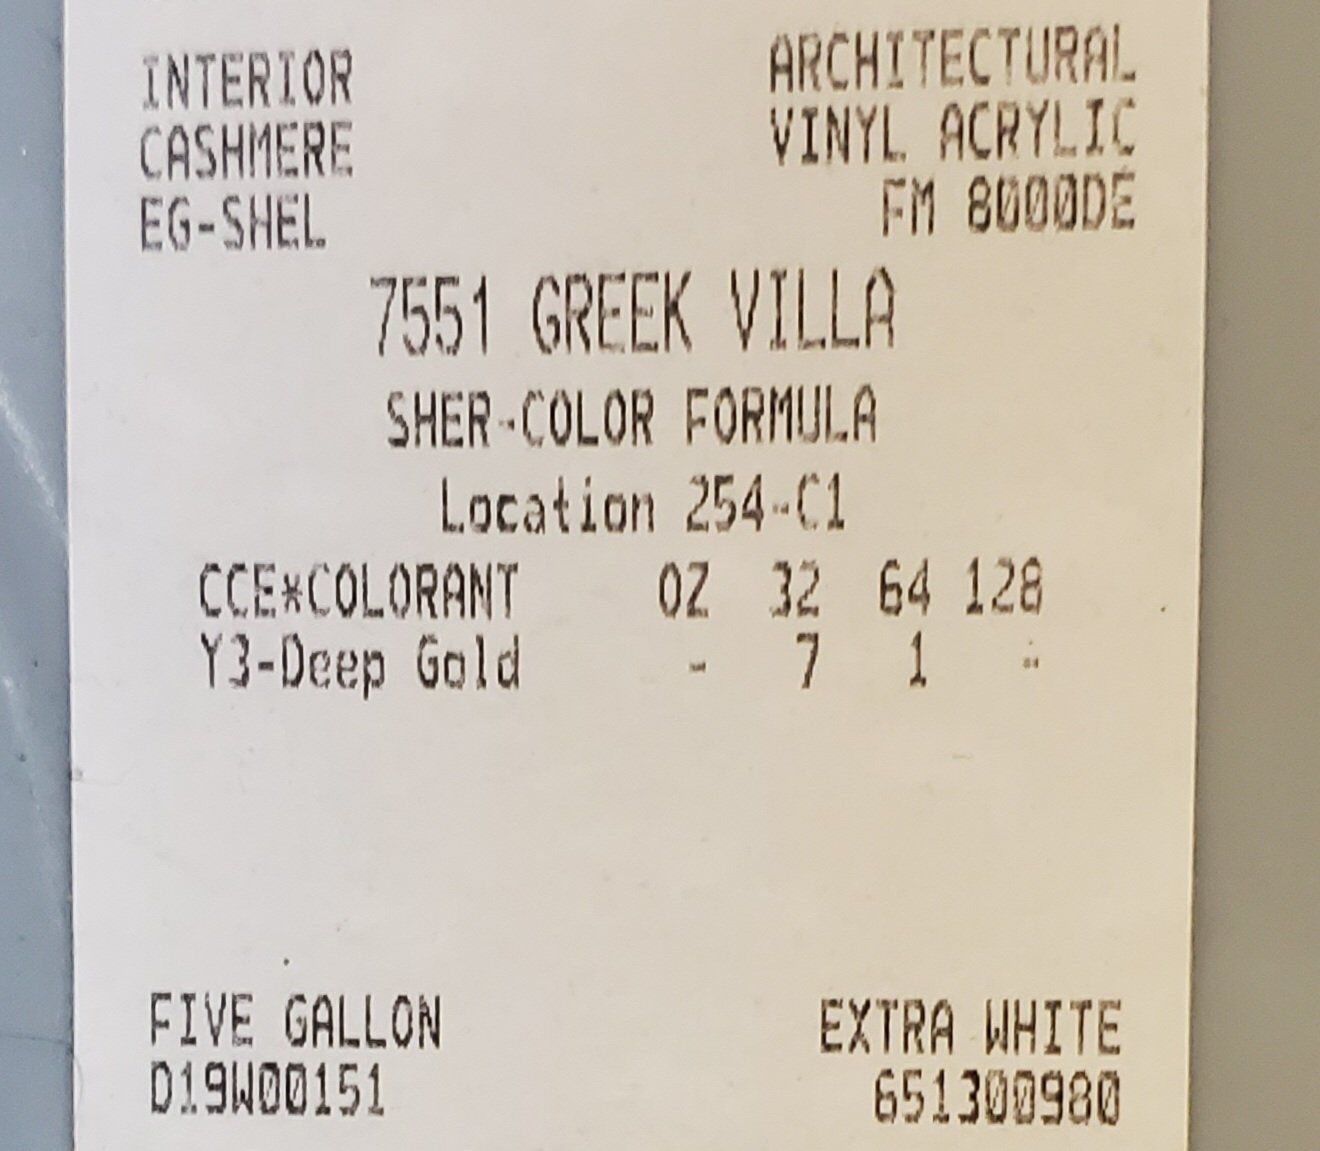 INTERIOR ARCHITECTURAL
CASHMERE VINYL ACRYLIC
EG-SHEL FM 8000DE
7551 GREEK VILLA
SHER-COLOR FORMULA
Location 254-C1
CCE*COLORANT OZ 32 64 128
Y3-Deep Gold - 7 1 -
FIVE GALLON EXTRA WHITE
D19W00151 651300980